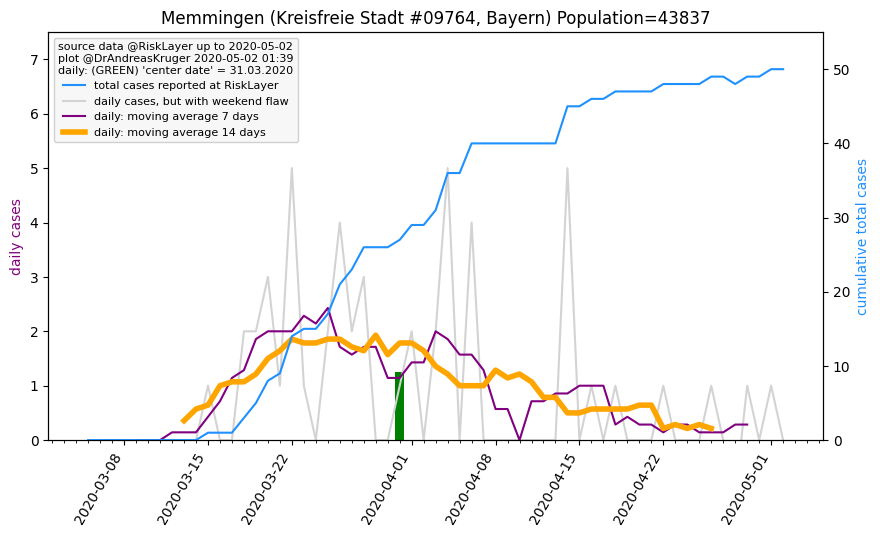 Memmingen (Kreisfreie Stadt #09764, Bayern) Population=43837
source data @RiskLayer up to 2020-05-02
plot @DrAndreasKruger 2020-05-02 01:39
daily: (GREEN) 'center date' = 31.03.2020
total cases reported at RiskLayer
daily cases, but with weekend flaw
daily: moving average 7 days
daily: moving average 14 days
daily cases
7
6
5
4
3
2
1
0
50
40
30
20
10
0
cumulative total cases
2020-03-08
2020-03-15
2020-03-22
2020-04-01
2020-04-08
2020-04-15
2020-04-22
2020-05-01